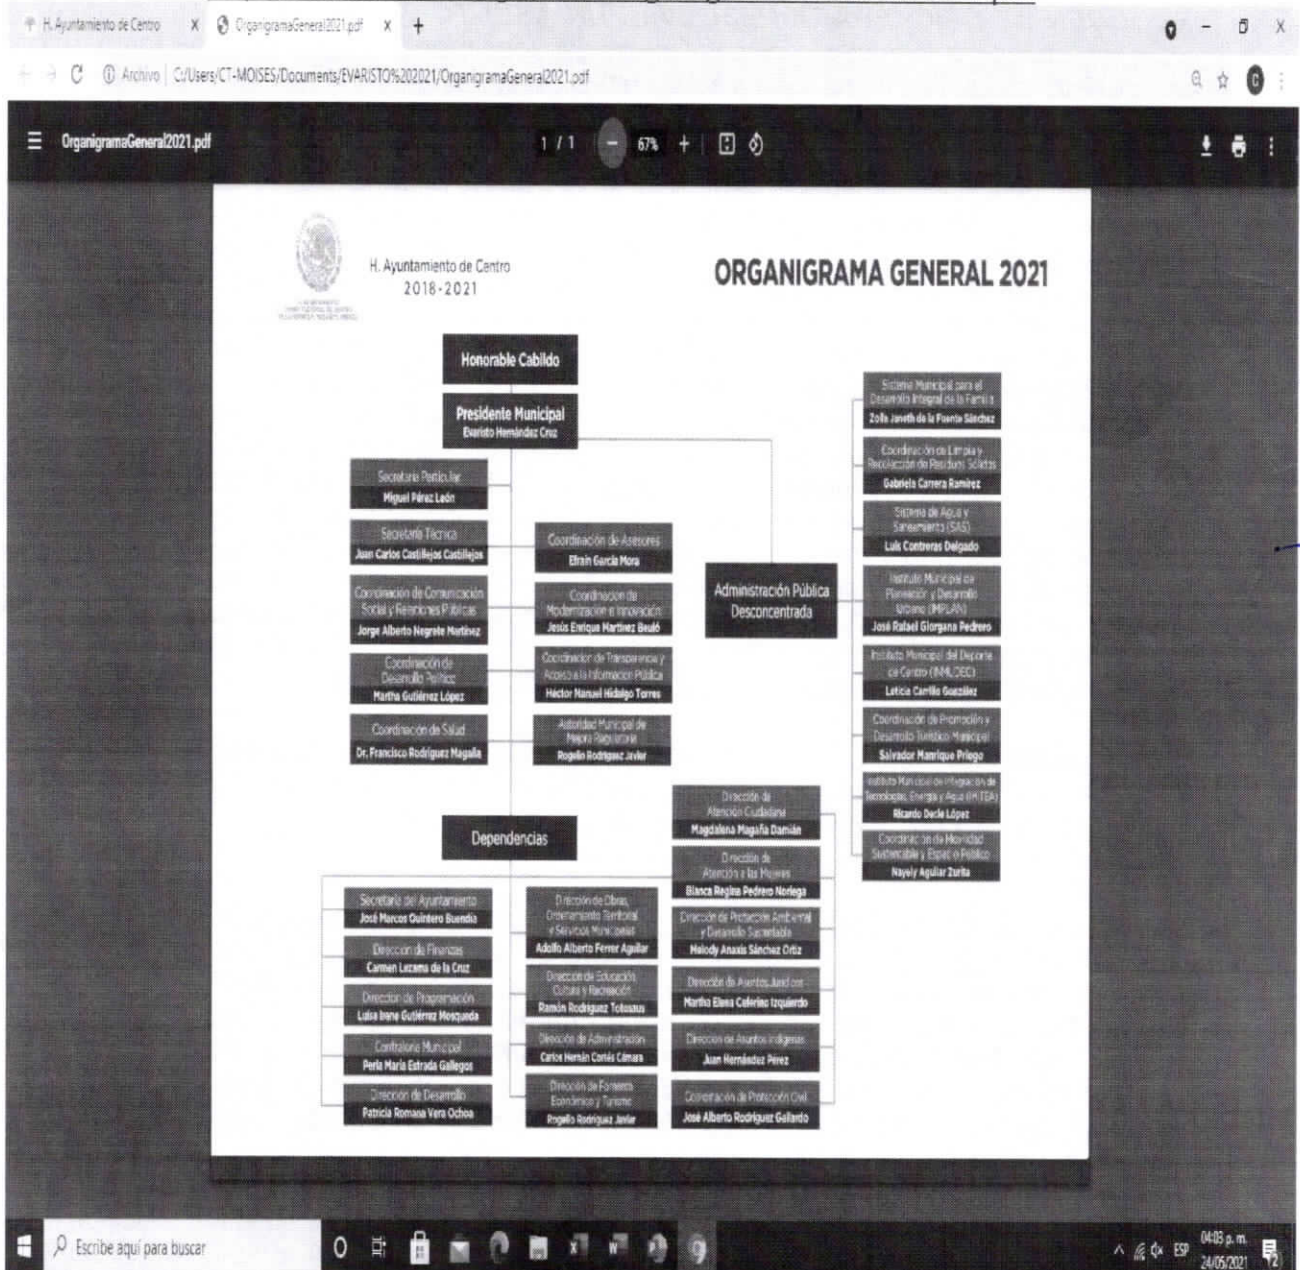 H. Ayuntamiento de Centro
OrganigramaGeneral2021.pdf
Archivo
C:/Users/CT-MOISES/Documents/EVARISTO%202021/OrganigramaGeneral2021.pdf
OrganigramaGeneral2021.pdf
1 / 1
67%
H. Ayuntamiento de Centro
2018-2021
ORGANIGRAMA GENERAL 2021
Honorable Cabildo
Presidente Municipal
Evaristo Hernández Cruz
Secretaría Particular
Miguel Pérez León
Secretaría Técnica
Juan Carlos Castillejos Castillejos
Coordinación de Comunicación
Social y Relaciones Públicas
Jorge Alberto Negrete Martínez
Coordinación de
Desarrollo Político
Martha Gutiérrez López
Coordinación de Salud
Dr. Francisco Rodríguez Magaña
Coordinación de Asesores
Efraín García Mora
Coordinación de
Modernización e Innovación
Jesús Enrique Martínez Beuló
Coordinación de Transparencia y
Acceso a la Información Pública
Héctor Manuel Hidalgo Torres
Autoridad Municipal de
Mejora Regulatoria
Rogelio Rodríguez Javier
Administración Pública
Desconcentrada
Sistema Municipal para el
Desarrollo Integral de la Familia
Zoila Janeth de la Fuente Sánchez
Coordinación de Limpia y
Recolección de Residuos Sólidos
Gabriela Carrera Ramírez
Sistema de Agua y
Saneamiento (SAS)
Luis Contreras Delgado
Instituto Municipal de
Planeación y Desarrollo
Urbano (IMPLAN)
José Rafael Giorgana Pedrero
Instituto Municipal del Deporte
de Centro (INMUDEC)
Leticia Carrillo González
Coordinación de Promoción y
Desarrollo Turístico Municipal
Salvador Manrique Priego
Instituto Municipal de Integración de
Tecnologías, Energía y Agua (IMITEA)
Ricardo Decle López
Coordinación de Movilidad
Sustentable y Espacio Público
Nayely Aguilar Zurita
Dependencias
Secretaría del Ayuntamiento
José Marcos Quintero Buendía
Dirección de Finanzas
Carmen Lezama de la Cruz
Dirección de Programación
Luisa Irene Gutiérrez Mosqueda
Contraloría Municipal
Perla María Estrada Gallegos
Dirección de Desarrollo
Patricia Romana Vera Ochoa
Dirección de Obras,
Ordenamiento Territorial
y Servicios Municipales
Adolfo Alberto Ferrer Aguilar
Dirección de Educación,
Cultura y Recreación
Ramón Rodríguez Totosaus
Dirección de Administración
Carlos Hernán Cortés Cámara
Dirección de Fomento
Económico y Turismo
Rogelio Rodríguez Javier
Dirección de
Atención Ciudadana
Magdalena Magaña Damián
Dirección de
Atención a las Mujeres
Blanca Regina Pedrero Noriega
Dirección de Protección Ambiental
y Desarrollo Sustentable
Melody Anaxis Sánchez Ortiz
Dirección de Asuntos Jurídicos
Martha Elena Ceferino Izquierdo
Dirección de Asuntos Indígenas
Juan Hernández Pérez
Coordinación de Protección Civil
José Alberto Rodríguez Gallardo
Escribe aquí para buscar
ESP
04:03 p. m.
24/05/2021